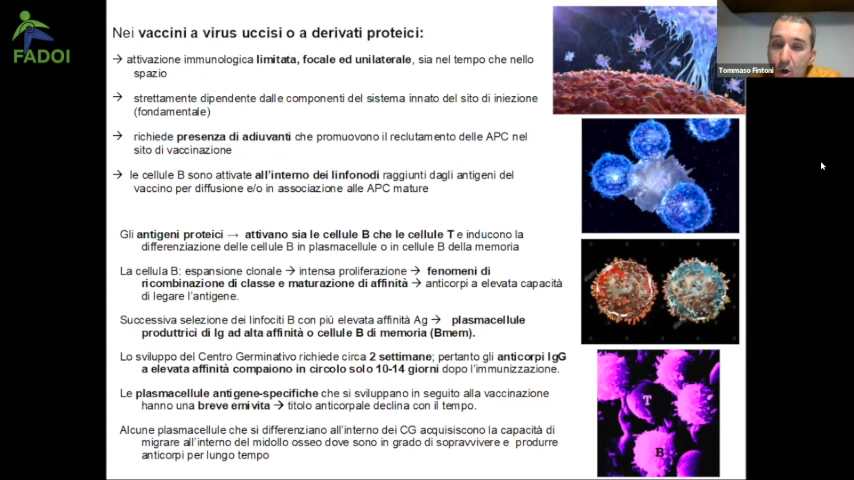 FADOI
Nei vaccini a virus uccisi o a derivati proteici:
→ attivazione immunologica limitata, focale ed unilaterale, sia nel tempo che nello
spazio
→ strettamente dipendente dalle componenti del sistema innato del sito di iniezione
(fondamentale)
→ richiede presenza di adiuvanti che promuovono il reclutamento delle APC nel
sito di vaccinazione
→ le cellule B sono attivate all'interno dei linfonodi raggiunti dagli antigeni del
vaccino per diffusione e/o in associazione alle APC mature
Gli antigeni proteici → attivano sia le cellule B che le cellule T e inducono la
differenziazione delle cellule B in plasmacellule o in cellule B della memoria
La cellula B: espansione clonale → intensa proliferazione → fenomeni di
ricombinazione di classe e maturazione di affinità → anticorpi a elevata capacità
di legare l'antigene.
Successiva selezione dei linfociti B con più elevata affinità Ag → plasmacellule
produttrici di Ig ad alta affinità o cellule B di memoria (Bmem).
Lo sviluppo del Centro Germinativo richiede circa 2 settimane; pertanto gli anticorpi IgG
a elevata affinità compaiono in circolo solo 10-14 giorni dopo l'immunizzazione.
Le plasmacellule antigene-specifiche che si sviluppano in seguito alla vaccinazione
hanno una breve emivita → titolo anticorpale declina con il tempo.
Alcune plasmacellule che si differenziano all'interno dei CG acquisiscono la capacità di
migrare all'interno del midollo osseo dove sono in grado di sopravvivere e produrre
anticorpi per lungo tempo
Tommaso Fintoni
T
B